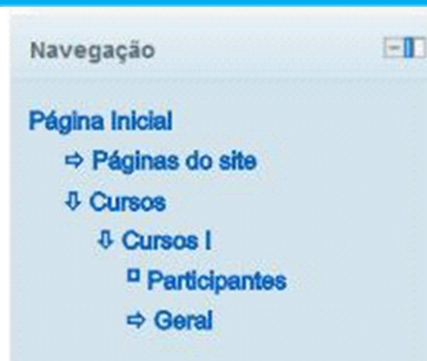 Navegação
Página Inicial
Páginas do site
Cursos
Cursos I
Participantes
Geral